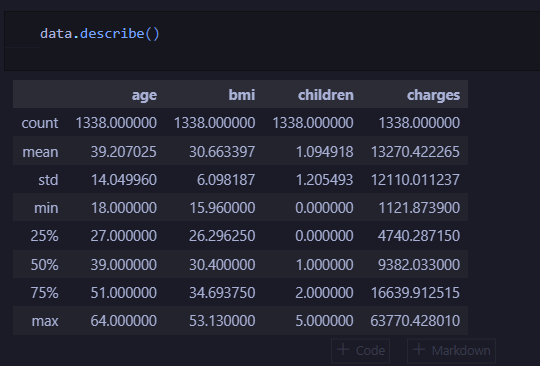 data.describe()
age bmi children charges
count 1338.000000 1338.000000 1338.000000 1338.000000
mean 39.207025 30.663397 1.094918 13270.422265
std 14.049960 6.098187 1.205493 12110.011237
min 18.000000 15.960000 0.000000 1121.873900
25% 27.000000 26.296250 0.000000 4740.287150
50% 39.000000 30.400000 1.000000 9382.033000
75% 51.000000 34.693750 2.000000 16639.912515
max 64.000000 53.130000 5.000000 63770.428010
+ Code + Markdown